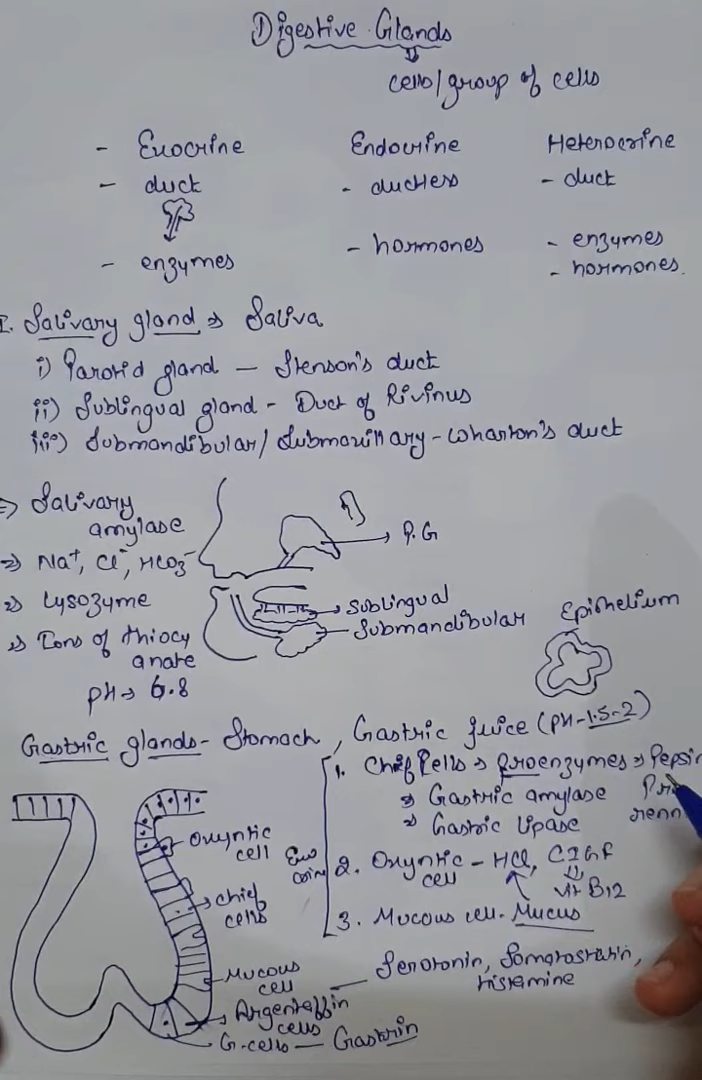 Digestive Glands
cells/group of cells
- Exocrine Endocrine Heterocrine
- duct - ductless - duct
- enzymes - hormones - enzymes
- hormones.
I. Salivary gland → Saliva
i) Parotid gland — Stenson's duct
ii) Sublingual gland - Duct of Rivinus
iii) Submandibular/Submaxillary - Wharton's duct
⇒ Salivary amylase
→ Na⁺, Cl⁻, HCO₃⁻
→ Lysozyme
→ Ions of thiocyanate
pH → 6.8
P.G
Sublingual
Submandibular
Epithelium
Gastric glands - Stomach, Gastric juice (pH-1.5-2)
1. Chief cells → proenzymes →
→ Gastric amylase
→ Gastric lipase
2. Oxyntic cell - HCl, CIGF
Vit B12
3. Mucous cell - Mucus
Exocrine
Oxyntic cell
Chief cells
Mucous cell
Argentaffin cells — Serotonin, Somatostatin, Histamine
G-cells — Gastrin